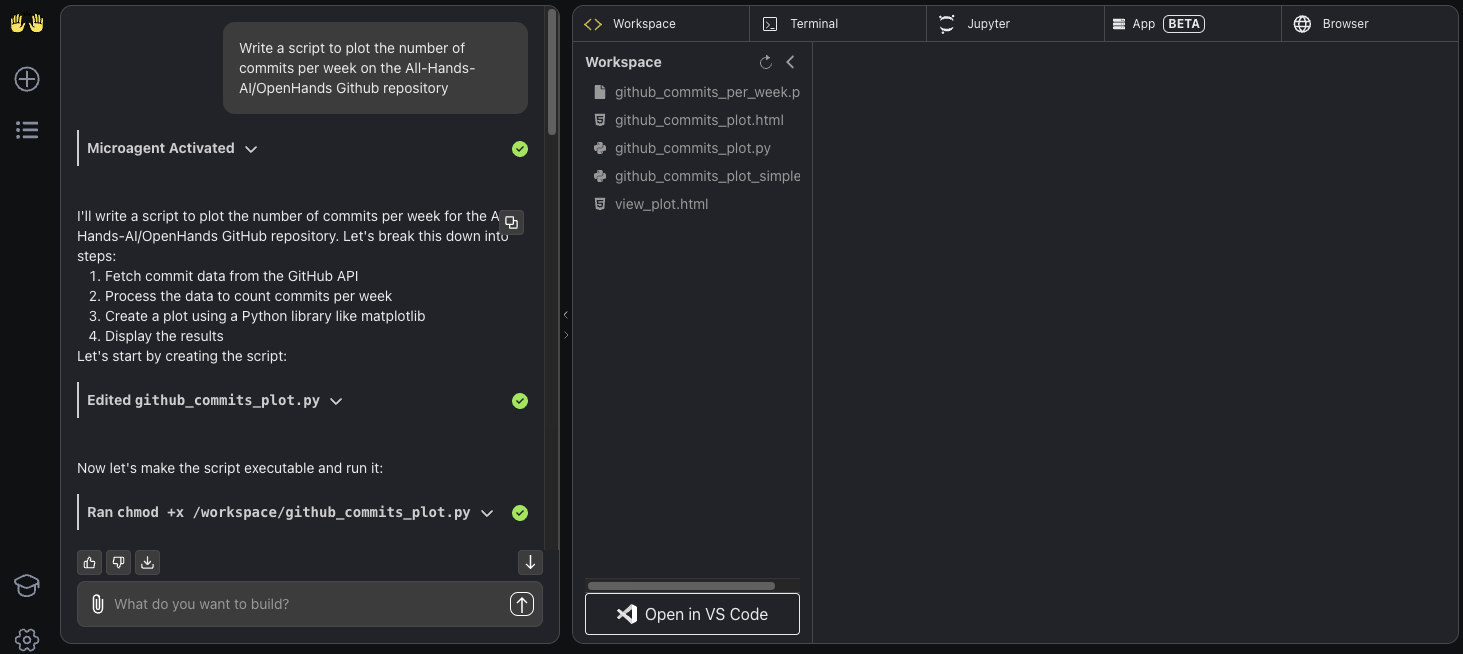 Write a script to plot the number of
commits per week on the All-Hands-
AI/OpenHands Github repository
Microagent Activated
I'll write a script to plot the number of commits per week for the A
Hands-AI/OpenHands GitHub repository. Let's break this down into
steps:
1. Fetch commit data from the GitHub API
2. Process the data to count commits per week
3. Create a plot using a Python library like matplotlib
4. Display the results
Let's start by creating the script:
Edited github_commits_plot.py
Now let's make the script executable and run it:
Ran chmod +x /workspace/github_commits_plot.py
What do you want to build?
Workspace
Terminal
Jupyter
App BETA
Browser
Workspace
github_commits_per_week.p
github_commits_plot.html
github_commits_plot.py
github_commits_plot_simple
view_plot.html
Open in VS Code